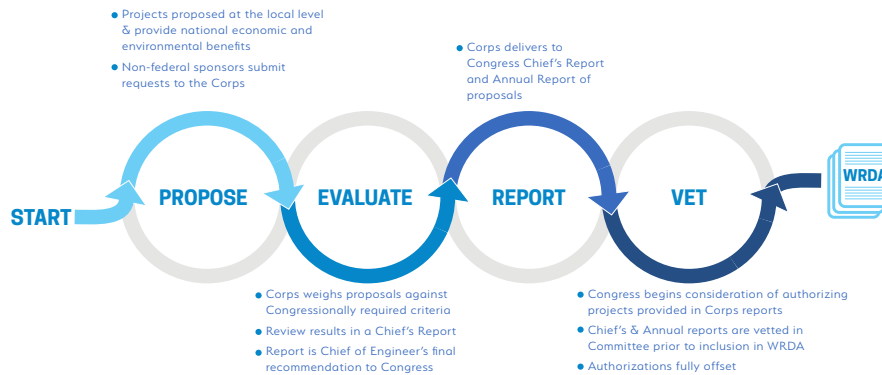 • Projects proposed at the local level
& provide national economic and
environmental benefits
• Non-federal sponsors submit
requests to the Corps
• Corps delivers to
Congress Chief's Report
and Annual Report of
proposals
START
PROPOSE
EVALUATE
REPORT
VET
WRDA
• Corps weighs proposals against
Congressionally required criteria
• Review results in a Chief's Report
• Report is Chief of Engineer's final
recommendation to Congress
• Congress begins consideration of authorizing
projects provided in Corps reports
• Chief's & Annual reports are vetted in
Committee prior to inclusion in WRDA
• Authorizations fully offset